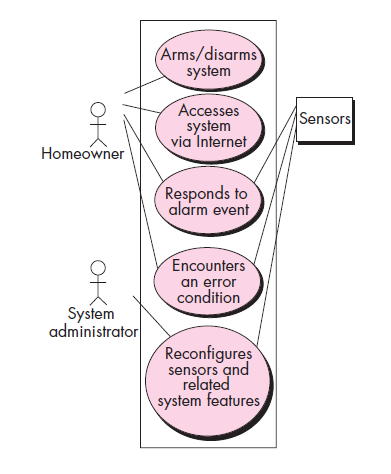 Arms/disarms
system
Accesses
system
via Internet
Sensors
Homeowner
Responds to
alarm event
Encounters
an error
condition
System
administrator
Reconfigures
sensors and
related
system features